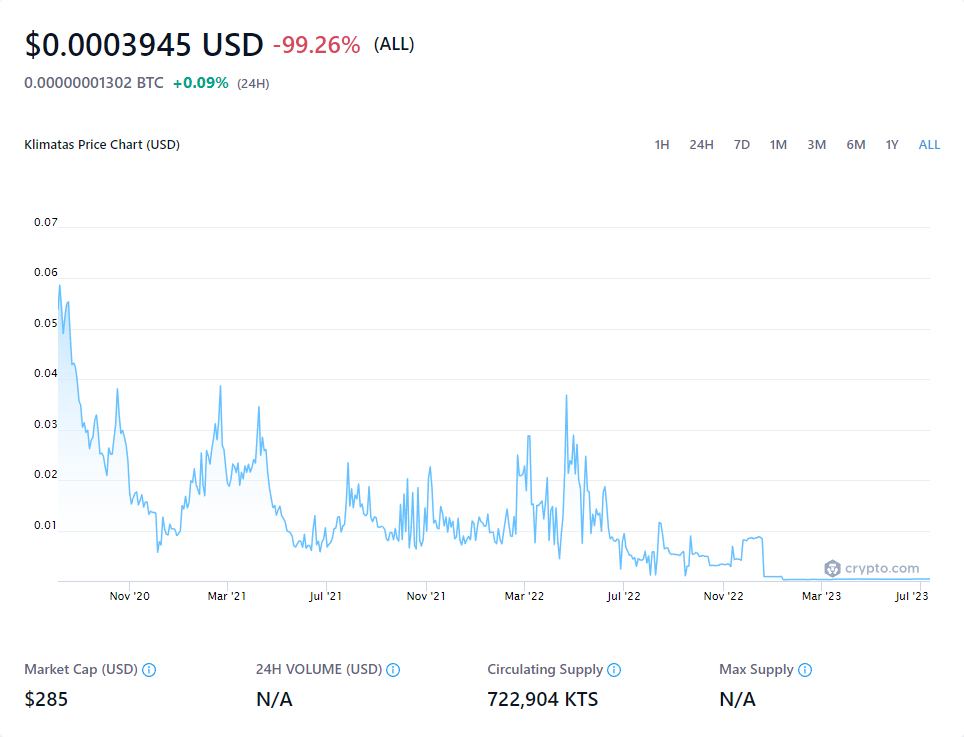 $0.0003945 USD -99.26% (ALL)
0.00000001302 BTC +0.09% (24H)
Klimatas Price Chart (USD) 1H 24H 7D 1M 3M 6M 1Y ALL
0.07
0.06
0.05
0.04
0.03
0.02
0.01
crypto.com
Nov '20 Mar '21 Jul '21 Nov '21 Mar '22 Jul '22 Nov '22 Mar '23 Jul '23
Market Cap (USD) 24H VOLUME (USD) Circulating Supply Max Supply
$285 N/A 722,904 KTS N/A